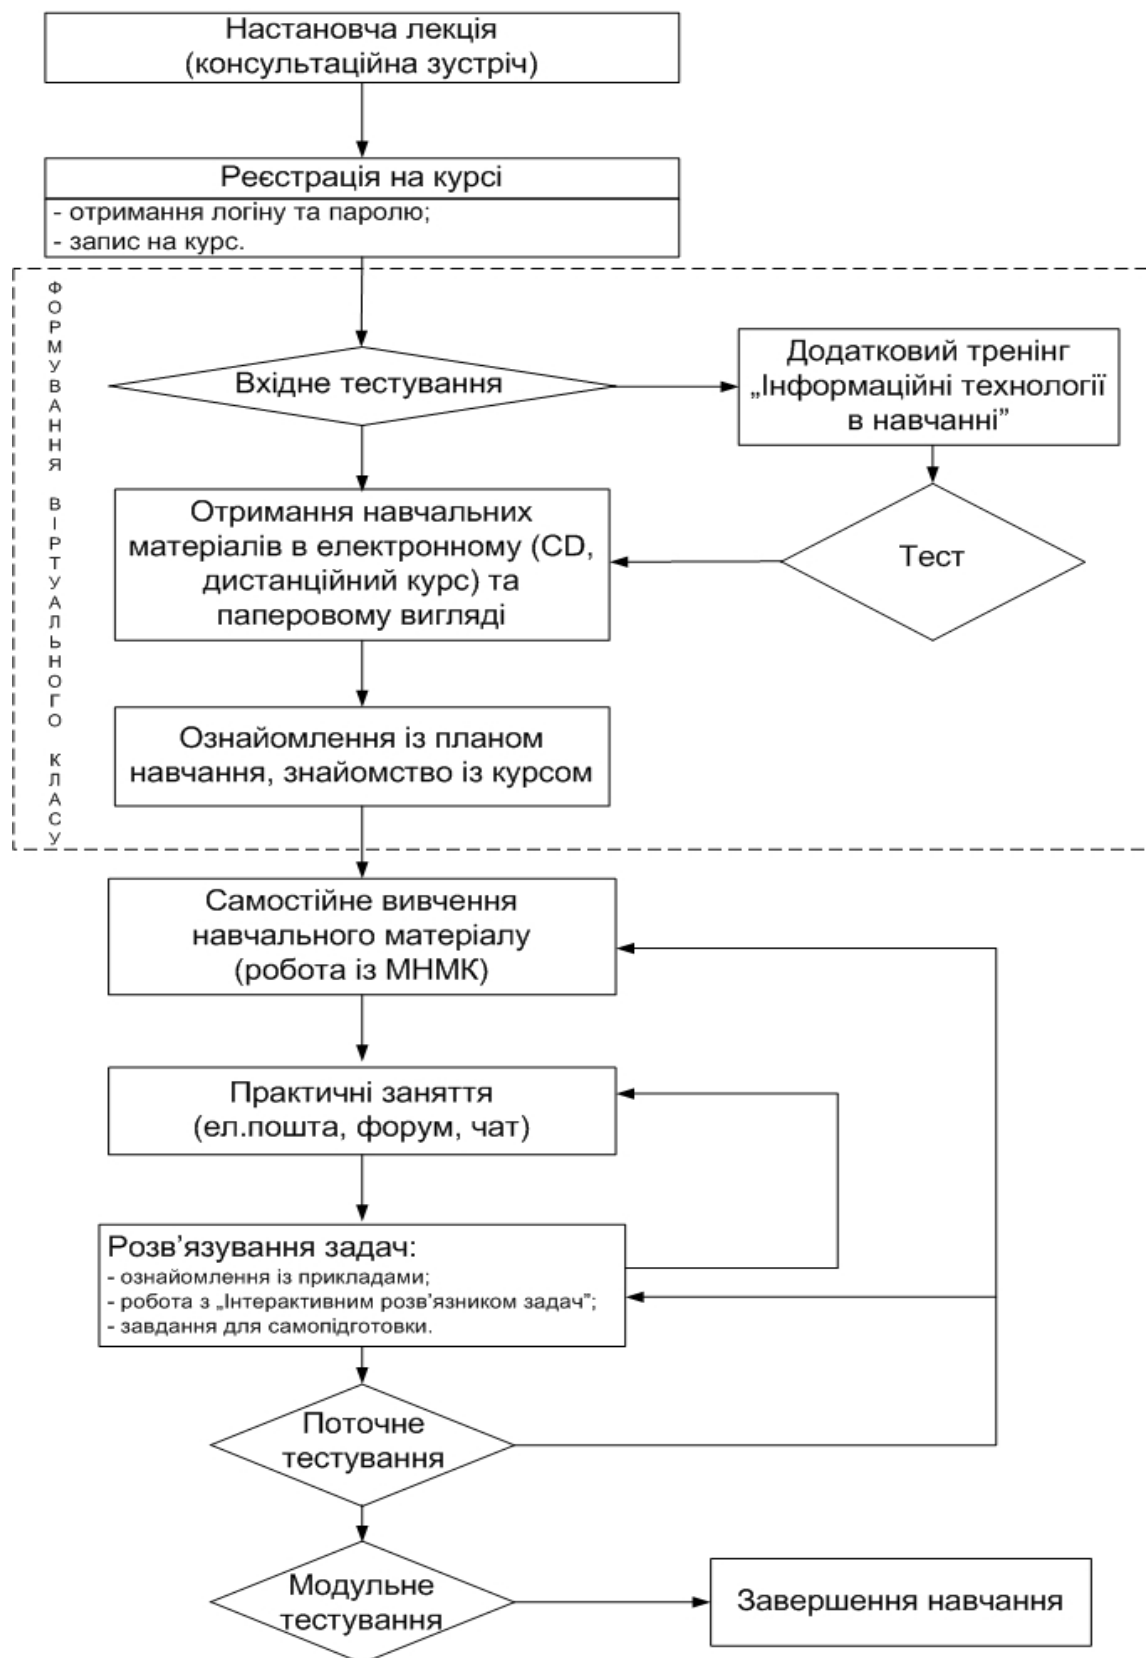 Настановча лекція
(консультаційна зустріч)
Реєстрація на курсі
- отримання логіну та паролю;
- запис на курс.
ФОРМУВАННЯ ВІРТУАЛЬНОГО КЛАСУ
Вхідне тестування
Додатковий тренінг
„Інформаційні технології
в навчанні”
Отримання навчальних
матеріалів в електронному (CD,
дистанційний курс) та
паперовому вигляді
Тест
Ознайомлення із планом
навчання, знайомство із курсом
Самостійне вивчення
навчального матеріалу
(робота із МНМК)
Практичні заняття
(ел.пошта, форум, чат)
Розв’язування задач:
- ознайомлення із прикладами;
- робота з „Інтерактивним розв’язником задач”;
- завдання для самопідготовки.
Поточне
тестування
Модульне
тестування
Завершення навчання